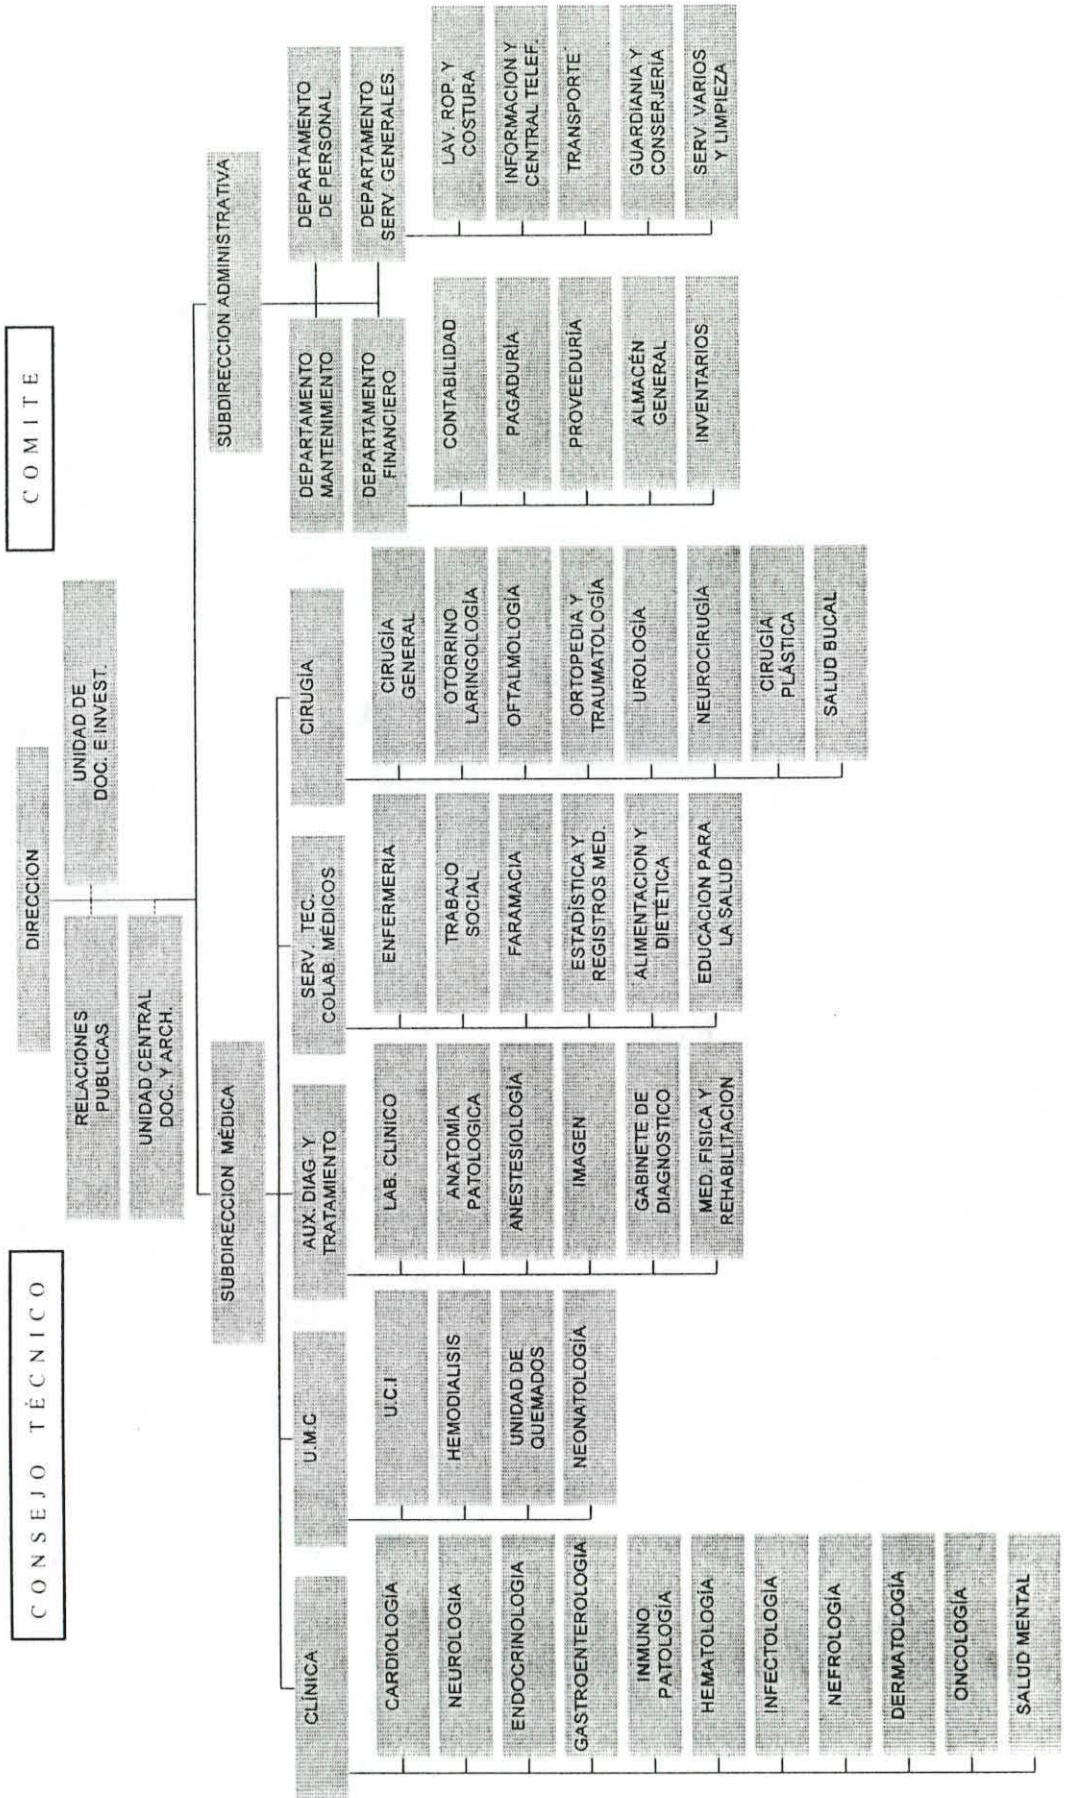 CONSEJO TÉCNICO
COMITE
DIRECCION
RELACIONES
PUBLICAS
UNIDAD DE
DOC. E INVEST.
UNIDAD CENTRAL
DOC. Y ARCH.
SUBDIRECCION MÉDICA
SUBDIRECCION ADMINISTRATIVA
CLÍNICA
CARDIOLOGÍA
NEUROLOGIA
ENDOCRINOLOGIA
GASTROENTEROLOGIA
INMUNO
PATOLOGÍA
HEMATOLOGÍA
INFECTOLOGÍA
NEFROLOGÍA
DERMATOLOGÍA
ONCOLOGÍA
SALUD MENTAL
U.M.C
U.C.I
HEMODIALISIS
UNIDAD DE
QUEMADOS
NEONATOLOGÍA
AUX. DIAG Y
TRATAMIENTO
LAB. CLINICO
ANATOMÍA
PATOLOGICA
ANESTESIOLOGÍA
IMAGEN
GABINETE DE
DIAGNOSTICO
MED. FISICA Y
REHABILITACION
SERV. TEC.
COLAB. MÉDICOS
ENFERMERIA
TRABAJO
SOCIAL
FARAMACIA
ESTADÍSTICA Y
REGISTROS MED.
ALIMENTACION Y
DIETÉTICA
EDUCACION PARA
LA SALUD
CIRUGÍA
CIRUGÍA
GENERAL
OTORRINO
LARINGOLOGÍA
OFTALMOLOGÍA
ORTOPEDIA Y
TRAUMATOLOGÍA
UROLOGÍA
NEUROCIRUGÍA
CIRUGÍA
PLÁSTICA
SALUD BUCAL
DEPARTAMENTO
MANTENIMIENTO
DEPARTAMENTO
DE PERSONAL
DEPARTAMENTO
FINANCIERO
DEPARTAMENTO
SERV. GENERALES.
CONTABILIDAD
PAGADURÍA
PROVEEDURÍA
ALMACÉN
GENERAL
INVENTARIOS
LAV. ROP. Y
COSTURA
INFORMACION Y
CENTRAL TELEF.
TRANSPORTE
GUARDIANIA Y
CONSERJERÍA
SERV. VARIOS
Y LIMPIEZA